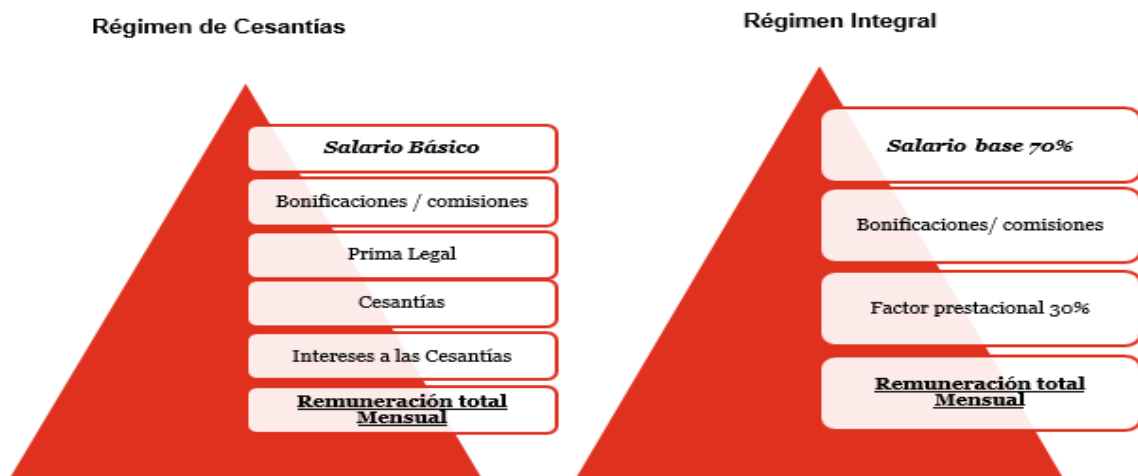 Régimen de Cesantías
Salario Básico
Bonificaciones / comisiones
Prima Legal
Cesantías
Intereses a las Cesantías
Remuneración total
Mensual
Régimen Integral
Salario base 70%
Bonificaciones/ comisiones
Factor prestacional 30%
Remuneración total
Mensual